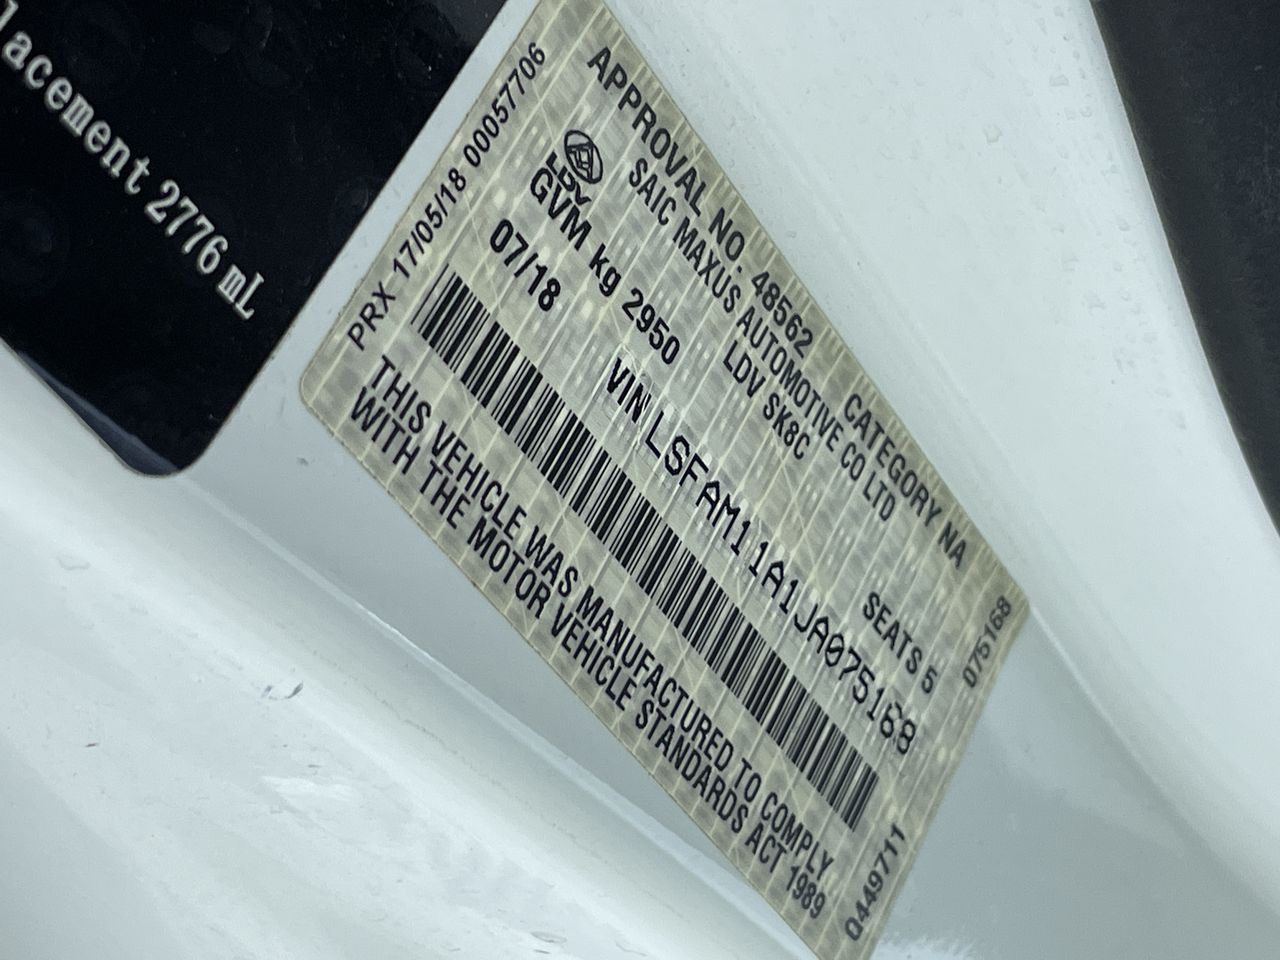 lacement 2776 mL
PRX 17/05/18 00057706
APPROVAL NO. 48562 CATEGORY NA
SAIC MAXUS AUTOMOTIVE CO LTD
LDV
LDV SK8C
GVM kg 2950 SEATS 5
07/18 VIN LSFAM11A1JA075168
THIS VEHICLE WAS MANUFACTURED TO COMPLY
WITH THE MOTOR VEHICLE STANDARDS ACT 1989
075168
Q449711